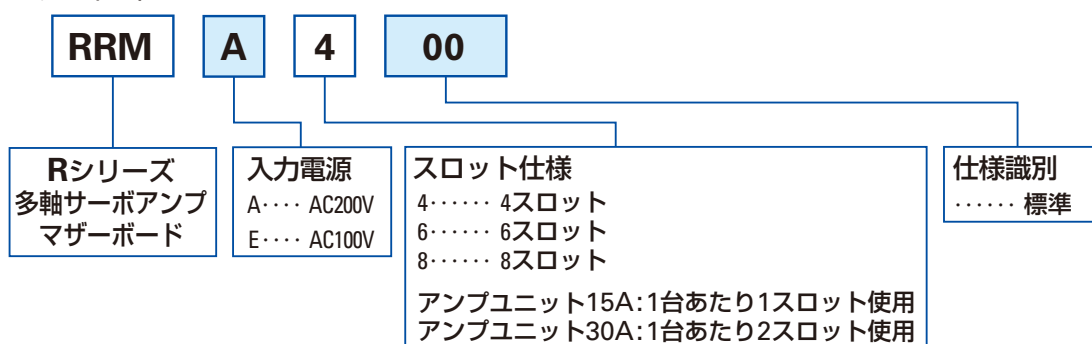 RRM A 4 00
Rシリーズ
多軸サーボアンプ
マザーボード
入力電源
A‥‥ AC200V
E‥‥ AC100V
スロット仕様
4‥‥‥ 4スロット
6‥‥‥ 6スロット
8‥‥‥ 8スロット
アンプユニット15A:1台あたり1スロット使用
アンプユニット30A:1台あたり2スロット使用
仕様識別
‥‥‥ 標準